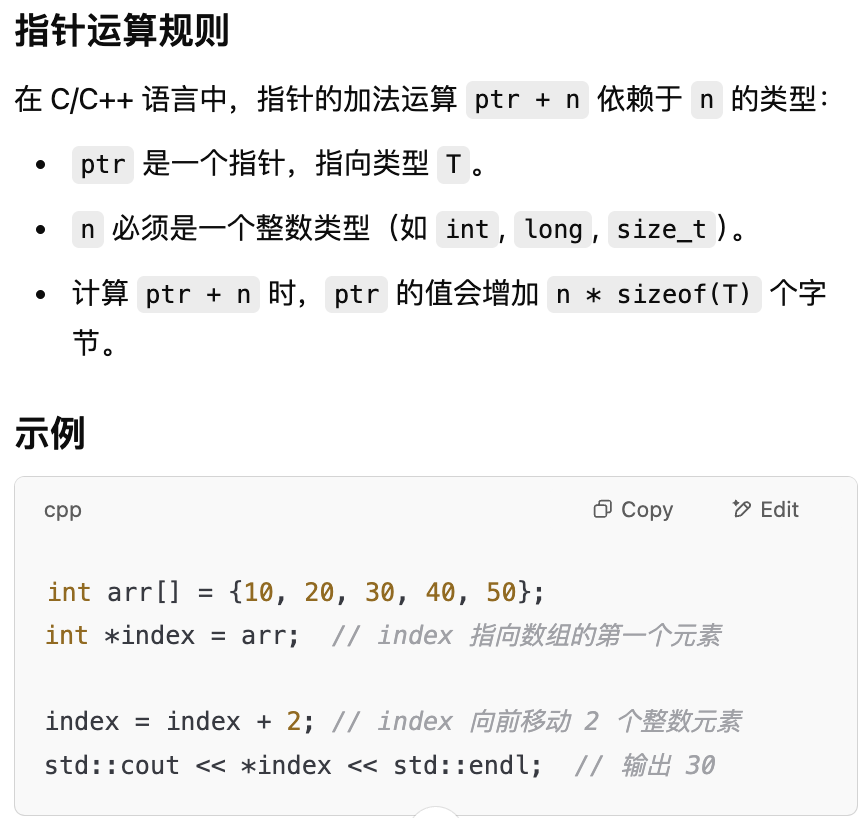 指针运算规则
在 C/C++ 语言中，指针的加法运算 ptr + n 依赖于 n 的类型：
• ptr 是一个指针，指向类型 T。
• n 必须是一个整数类型（如 int, long, size_t）。
• 计算 ptr + n 时，ptr 的值会增加 n * sizeof(T) 个字
节。
示例
cpp Copy Edit
int arr[] = {10, 20, 30, 40, 50};
int *index = arr;  // index 指向数组的第一个元素
index = index + 2; // index 向前移动 2 个整数元素
std::cout << *index << std::endl;  // 输出 30